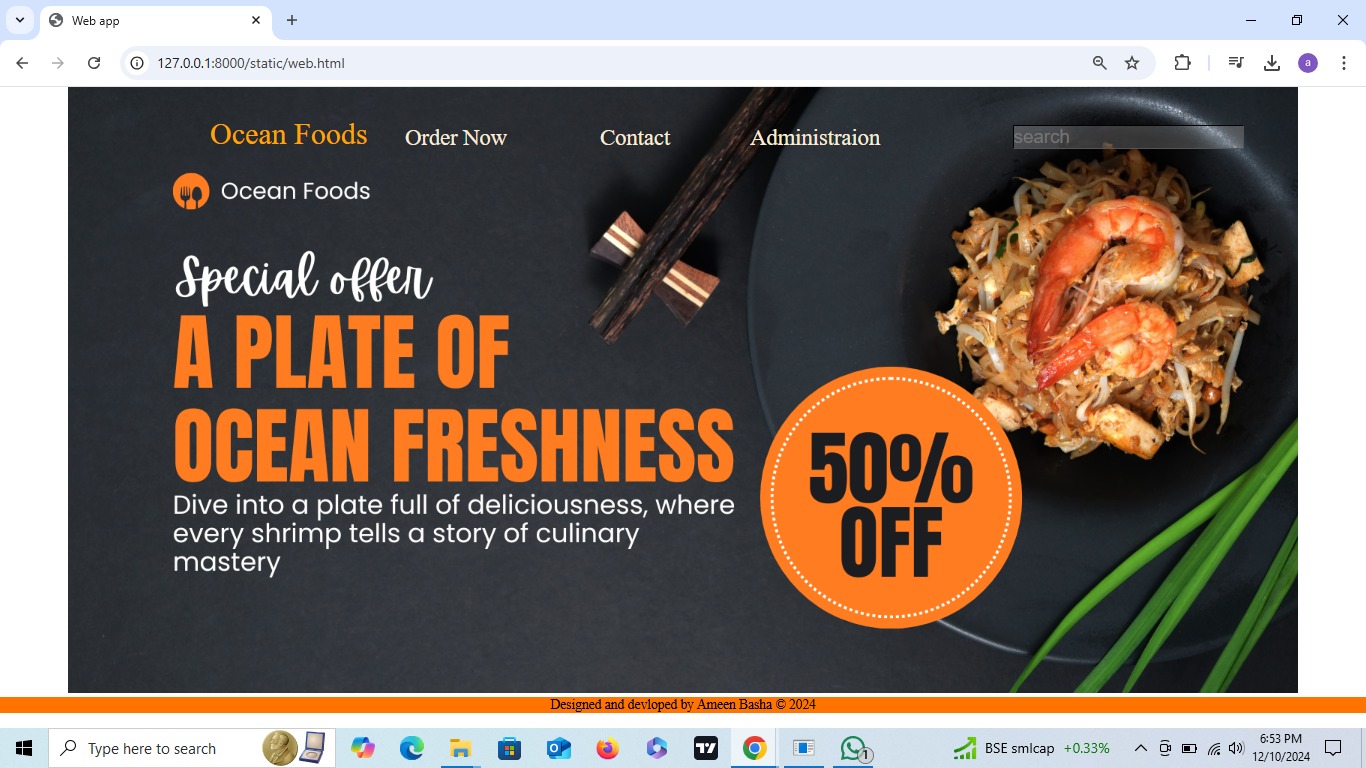 Web app
127.0.0.1:8000/static/web.html
a
Ocean Foods
Order Now
Contact
Administraion
search
Ocean Foods
Special offer
A PLATE OF
OCEAN FRESHNESS
Dive into a plate full of deliciousness, where
every shrimp tells a story of culinary
mastery
50%
OFF
Designed and devloped by Ameen Basha © 2024
Type here to search
1
BSE smlcap +0.33%
6:53 PM
12/10/2024